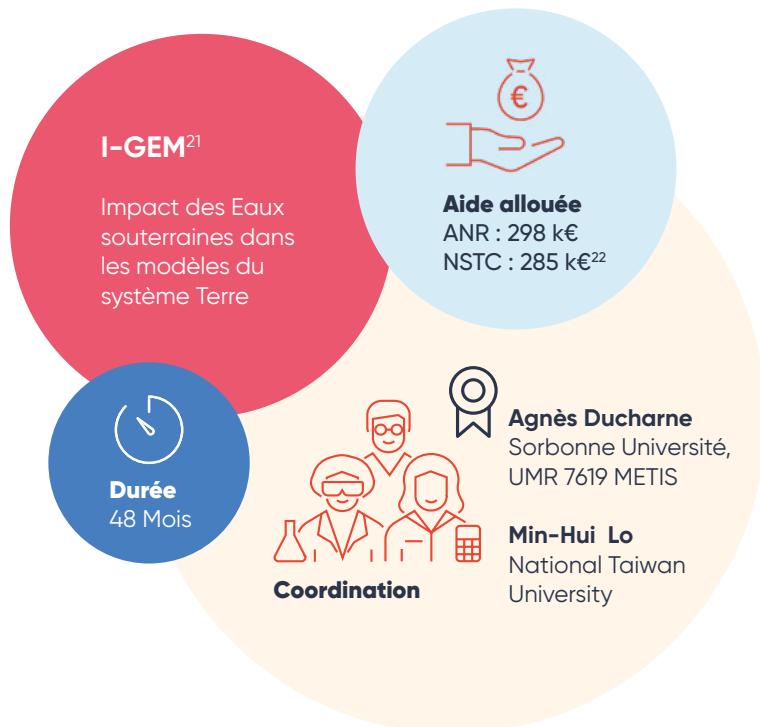 I-GEM21
Impact des Eaux
souterraines dans
les modèles du
système Terre
€
Aide allouée
ANR : 298 k€
NSTC : 285 k€22
Durée
48 Mois
Coordination
Agnès Ducharne
Sorbonne Université,
UMR 7619 METIS
Min-Hui Lo
National Taiwan
University